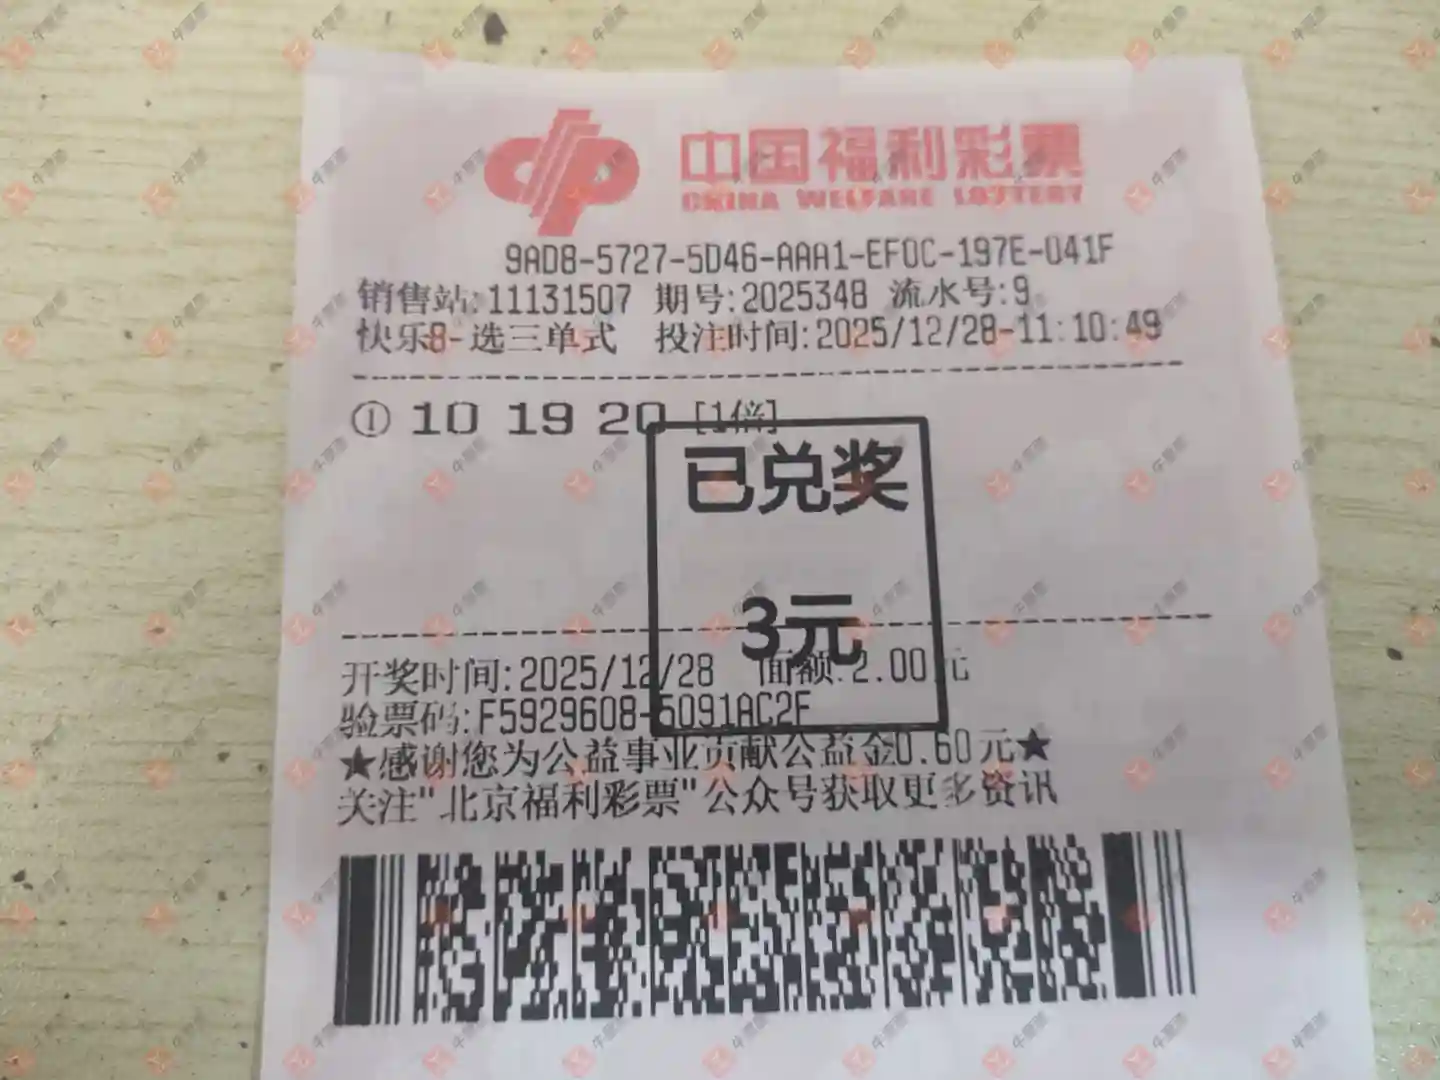 中国福利彩票
CHINA WELFARE LOTTERY
9AD8-5727-5D46-AAA1-EF0C-197E-041F
销售站:11131507 期号:2025348 流水号:9
快乐8-选三单式 投注时间:2025/12/28-11:10:49
① 10 19 20 [1倍]
已兑奖
3元
开奖时间:2025/12/28 面额:2.00元
验票码:F5929608-5091AC2F
★感谢您为公益事业贡献公益金0.60元★
关注"北京福利彩票"公众号获取更多资讯